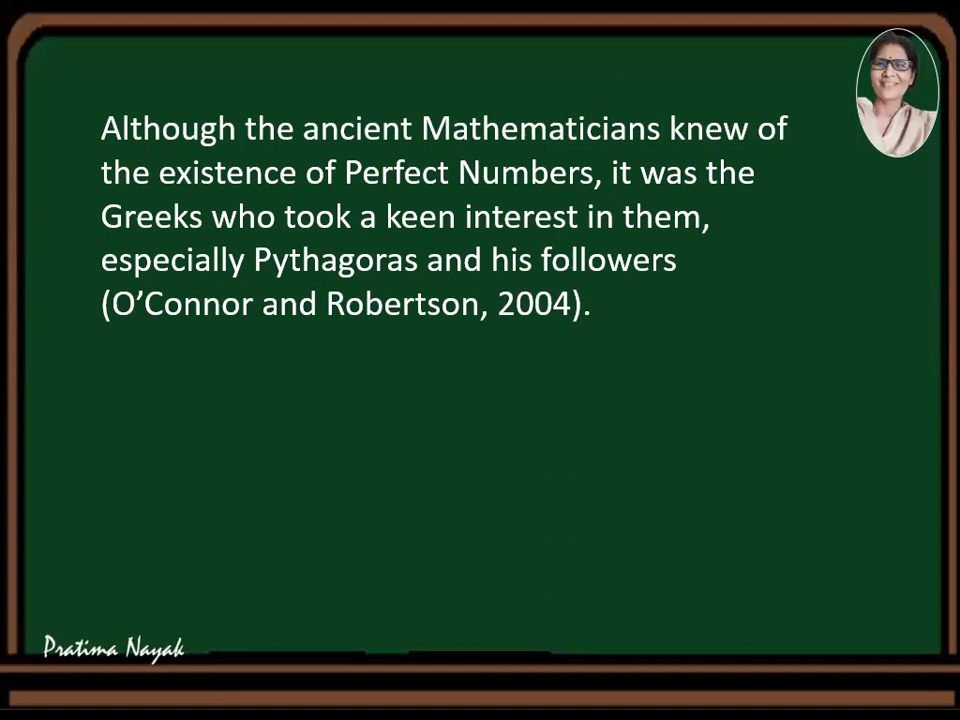 Although the ancient Mathematicians knew of
the existence of Perfect Numbers, it was the
Greeks who took a keen interest in them,
especially Pythagoras and his followers
(O’Connor and Robertson, 2004).
Pratima Nayak